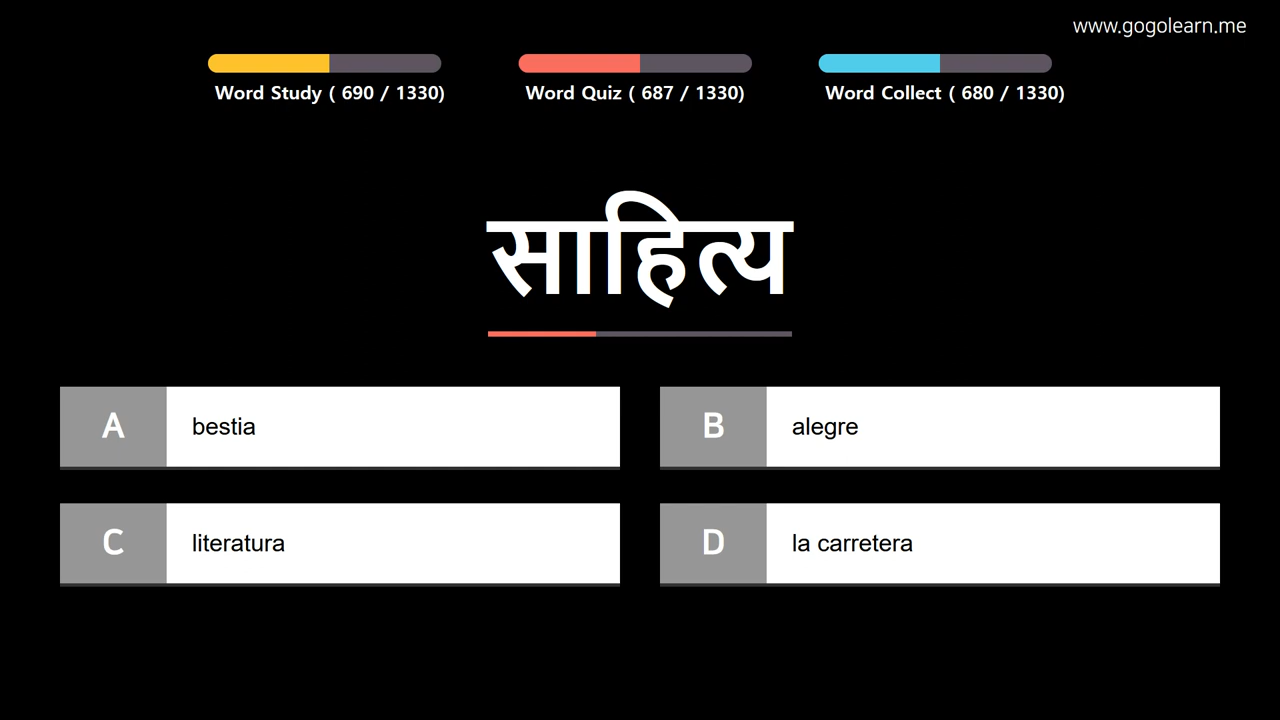 www.gogolearn.me
Word Study ( 690 / 1330)
Word Quiz ( 687 / 1330)
Word Collect ( 680 / 1330)
साहित्य
A bestia
B alegre
C literatura
D la carretera